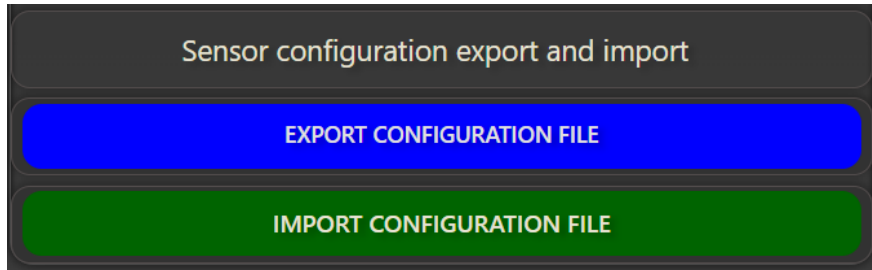 Sensor configuration export and import
EXPORT CONFIGURATION FILE
IMPORT CONFIGURATION FILE